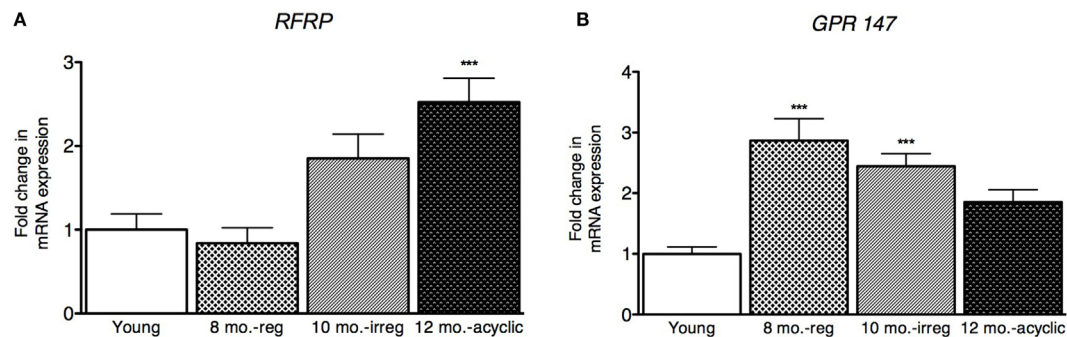 A
RFRP
Fold change in
mRNA expression
3
2
1
0
***
Young
8 mo.-reg
10 mo.-irreg
12 mo.-acyclic
B
GPR 147
Fold change in
mRNA expression
4
3
2
1
0
***
***
Young
8 mo.-reg
10 mo.-irreg
12 mo.-acyclic